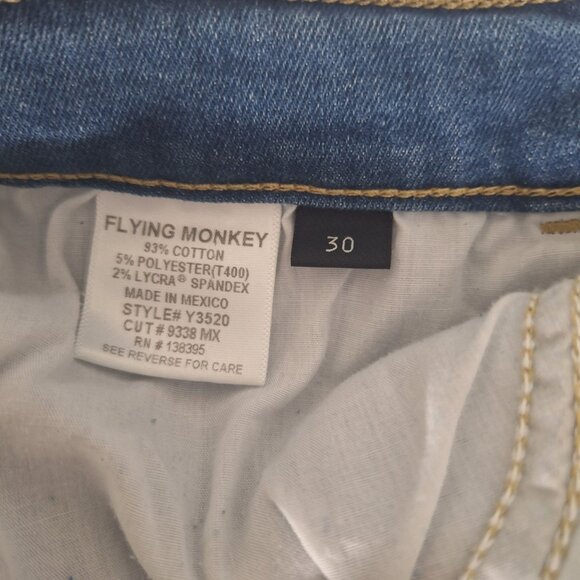 FLYING MONKEY
93% COTTON
5% POLYESTER(T400)
2% LYCRA® SPANDEX
MADE IN MEXICO
STYLE# Y3520
CUT # 9338 MX
RN # 138395
SEE REVERSE FOR CARE
30